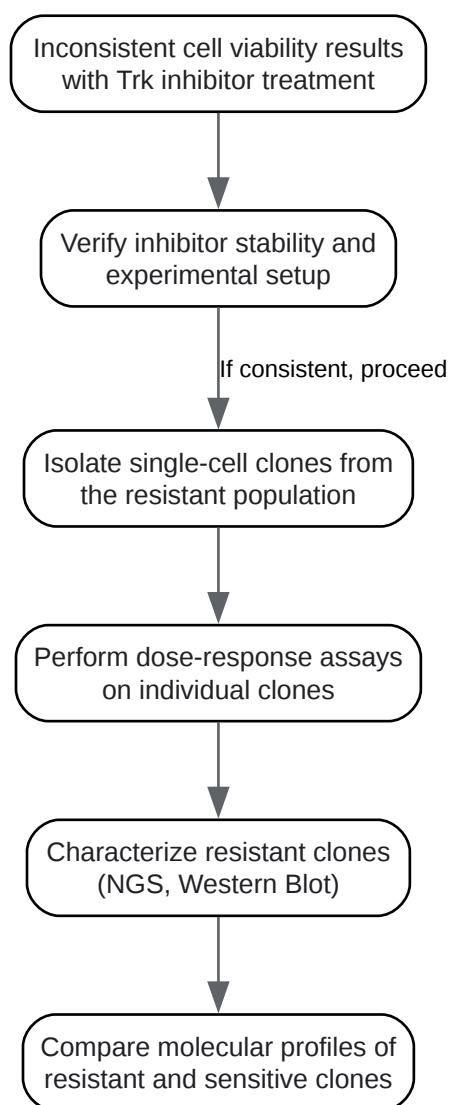 Inconsistent cell viability results
with Trk inhibitor treatment
Verify inhibitor stability and
experimental setup
If consistent, proceed
Isolate single-cell clones from
the resistant population
Perform dose-response assays
on individual clones
Characterize resistant clones
(NGS, Western Blot)
Compare molecular profiles of
resistant and sensitive clones